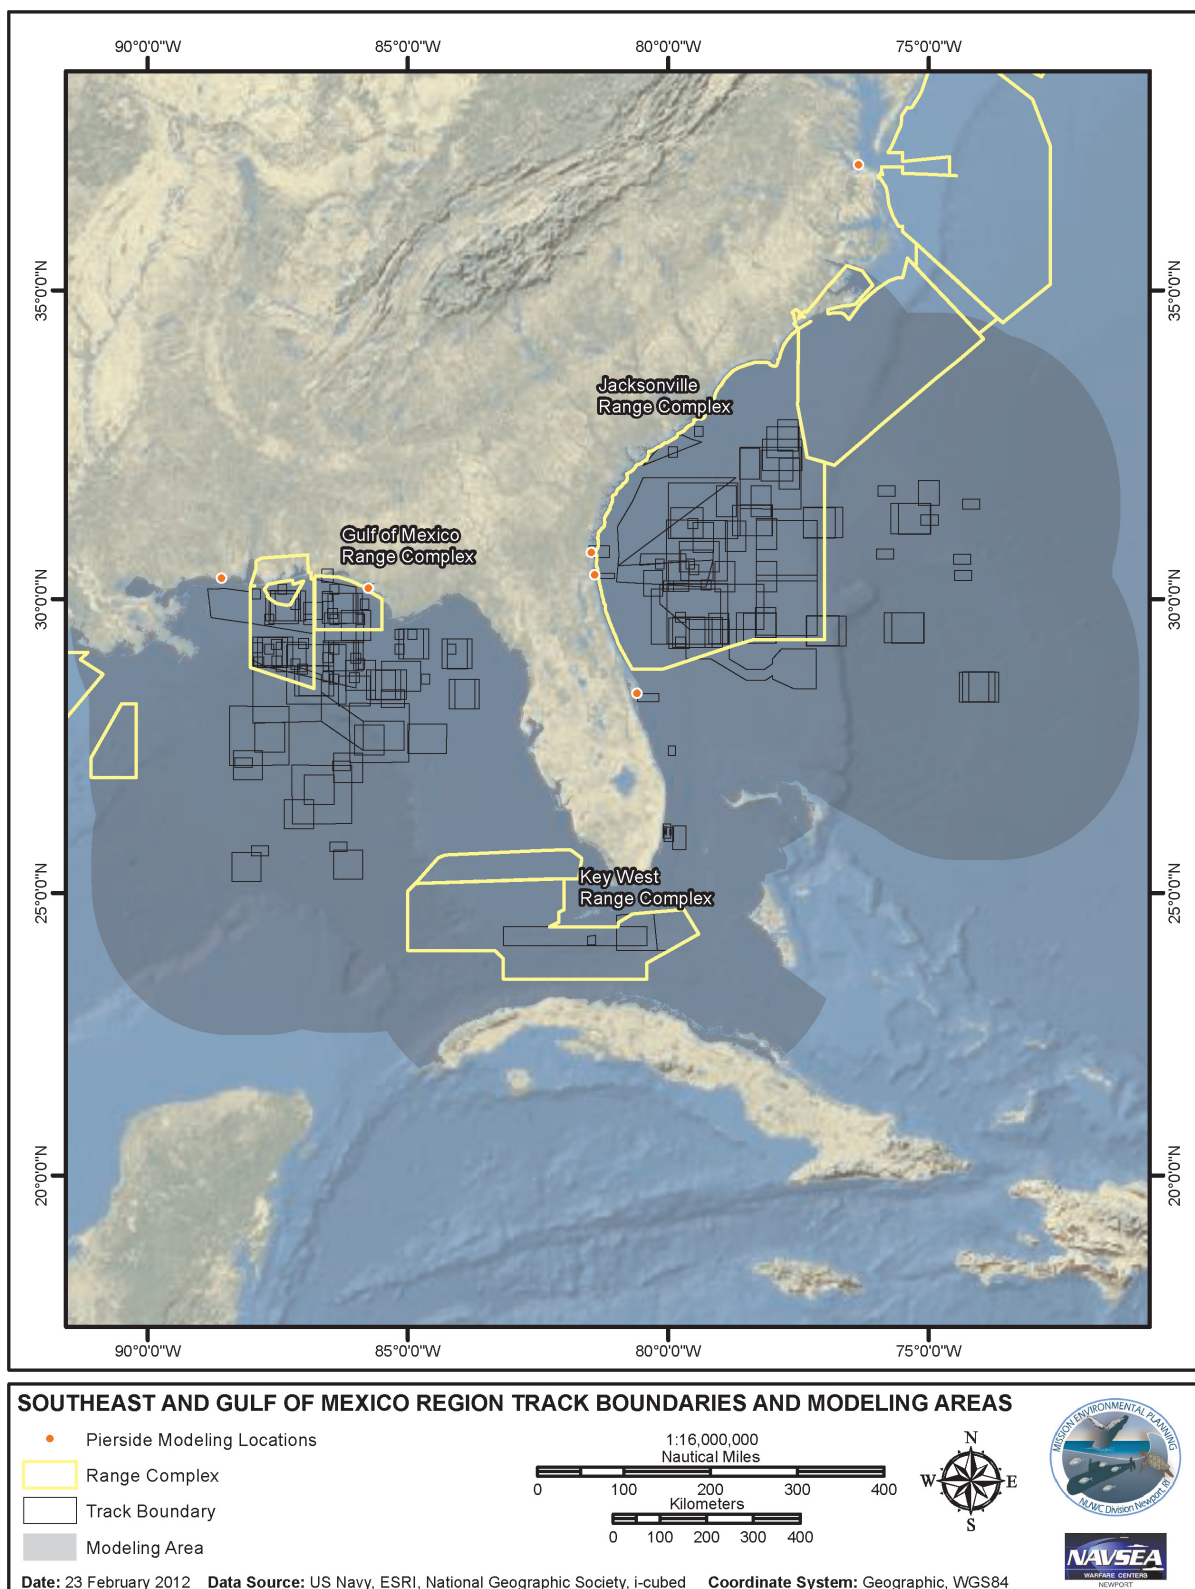 90°0'0"W 85°0'0"W 80°0'0"W 75°0'0"W
35°0'0"N 35°0'0"N
Jacksonville
Range Complex
Gulf of Mexico
Range Complex
30°0'0"N 30°0'0"N
Key West
Range Complex
25°0'0"N 25°0'0"N
20°0'0"N 20°0'0"N
90°0'0"W 85°0'0"W 80°0'0"W 75°0'0"W
SOUTHEAST AND GULF OF MEXICO REGION TRACK BOUNDARIES AND MODELING AREAS
Pierside Modeling Locations
Range Complex
Track Boundary
Modeling Area
1:16,000,000
Nautical Miles
0 100 200 300 400
Kilometers
0 100 200 300 400
N
W E
S
MISSION ENVIRONMENTAL PLANNING
NUWC Division Newport, RI
NAVSEA
WARFARE CENTERS
NEWPORT
Date: 23 February 2012 Data Source: US Navy, ESRI, National Geographic Society, i-cubed Coordinate System: Geographic, WGS84